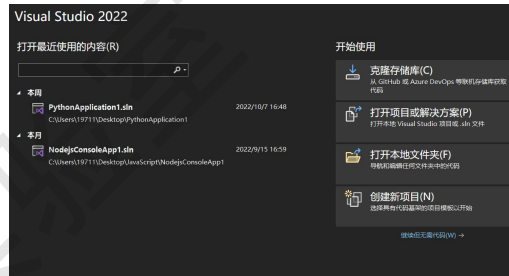 Visual Studio 2022
打开最近使用的内容(R)
本周
PythonApplication1.sln
2022/10/7 16:48
C:\Users\19711\Desktop\PythonApplication1
本月
NodejsConsoleApp1.sln
2022/9/15 16:59
C:\Users\19711\Desktop\JavaScript\NodejsConsoleApp1
开始使用
克隆存储库(C)
从 GitHub 或 Azure DevOps 等联机存储库获取
代码
打开项目或解决方案(P)
打开本地 Visual Studio 项目或 .sln 文件
打开本地文件夹(F)
导航和编辑任何文件夹中的代码
创建新项目(N)
选择具有代码基架的项目模板以开始
继续但无需代码(W) →